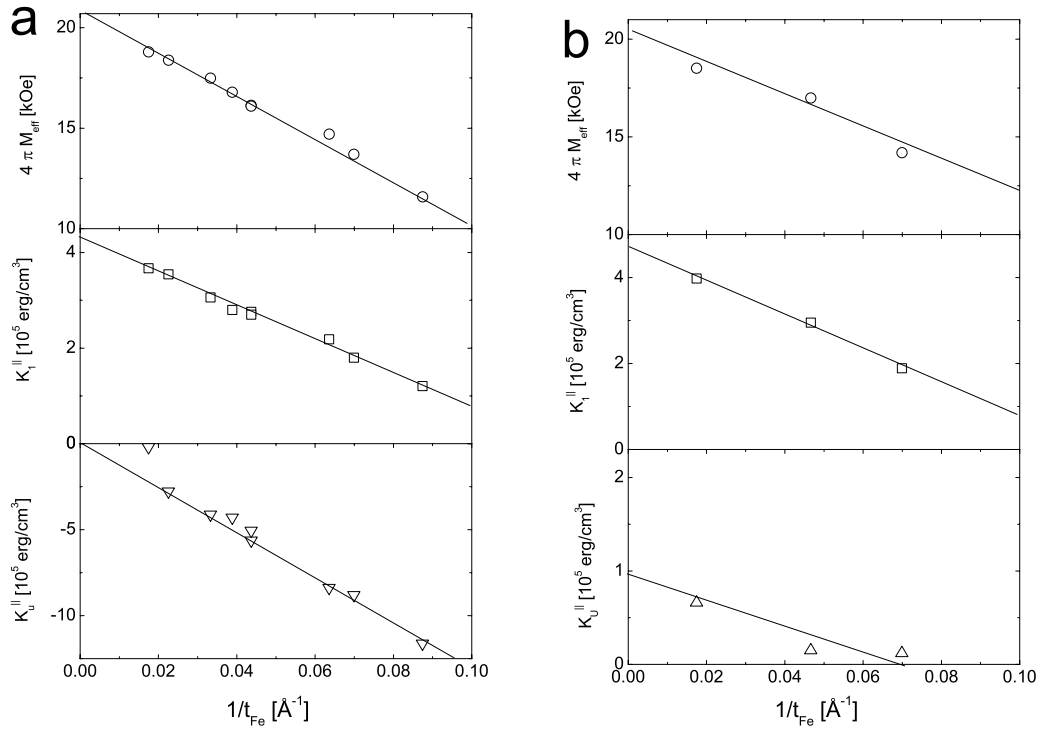 a
20
15
10
4 π M_eff [kOe]
4
2
0
K_1^|| [10^5 erg/cm^3]
0
-5
-10
K_u^|| [10^5 erg/cm^3]
0.00 0.02 0.04 0.06 0.08 0.10
1/t_Fe [Å^-1]
b
20
15
10
4 π M_eff [kOe]
4
2
0
K_1^|| [10^5 erg/cm^3]
2
1
0
K_U^|| [10^5 erg/cm^3]
0.00 0.02 0.04 0.06 0.08 0.10
1/t_Fe [Å^-1]